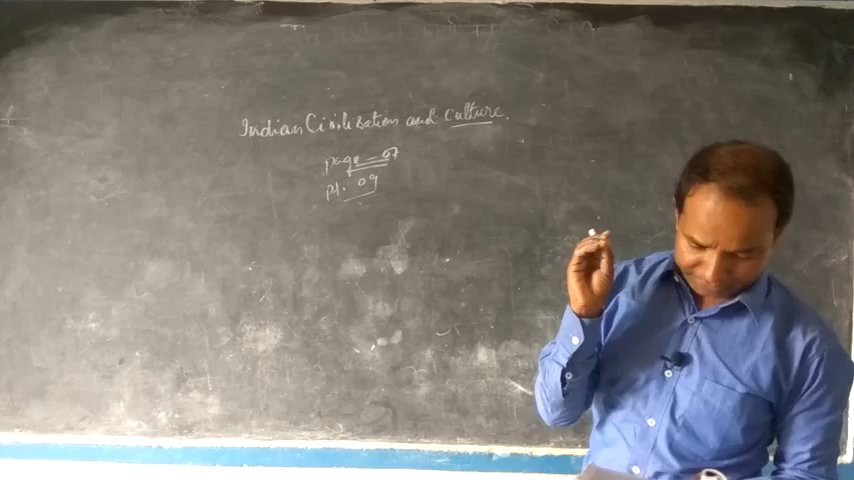 Indian Civilisation and culture.
page - 07
pt. 09